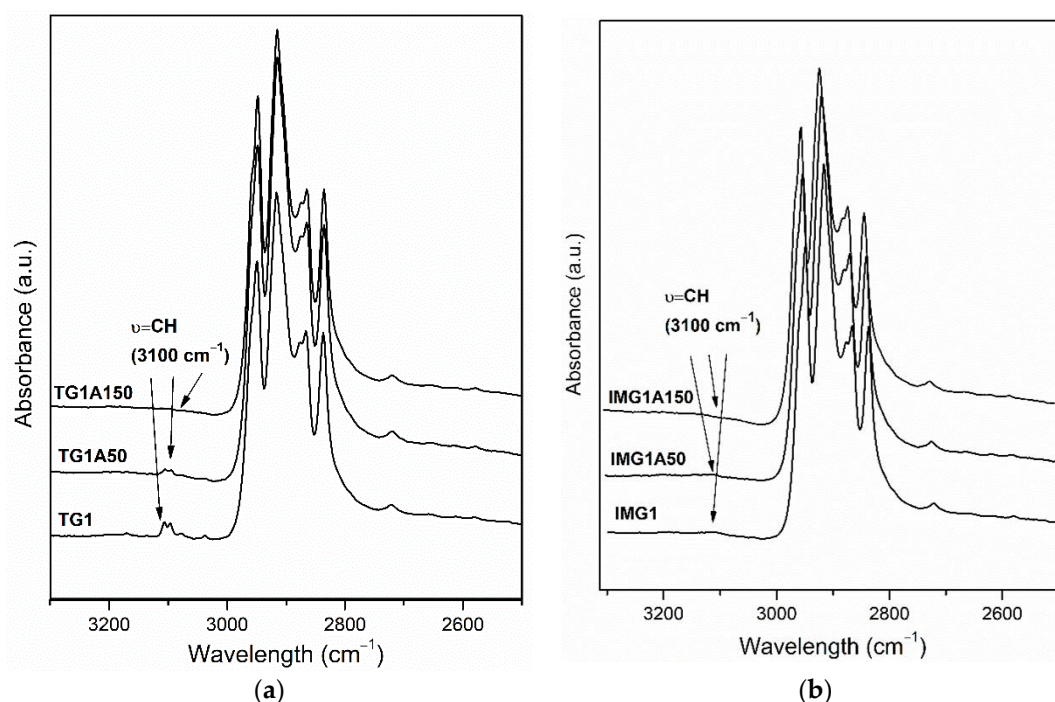 Absorbance (a.u.)
υ=CH
(3100 cm⁻¹)
TG1A150
TG1A50
TG1
3200 3000 2800 2600
Wavelength (cm⁻¹)
(a)
Absorbance (a.u.)
υ=CH
(3100 cm⁻¹)
IMG1A150
IMG1A50
IMG1
3200 3000 2800 2600
Wavelength (cm⁻¹)
(b)